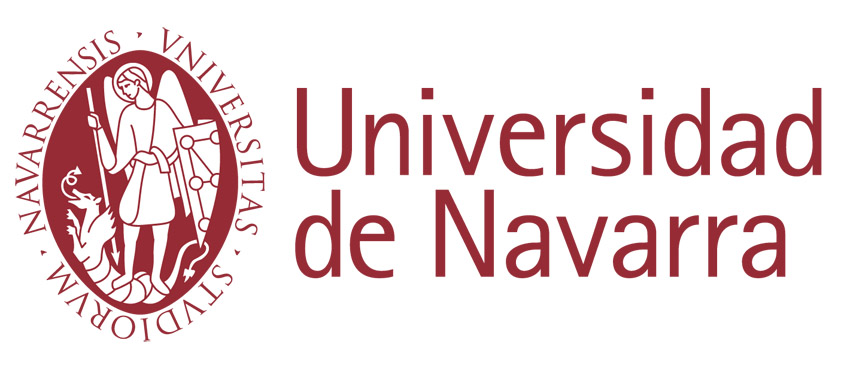 VNIVERSITAS · STVDIORVM · NAVARRENSIS ·
Universidad
de Navarra